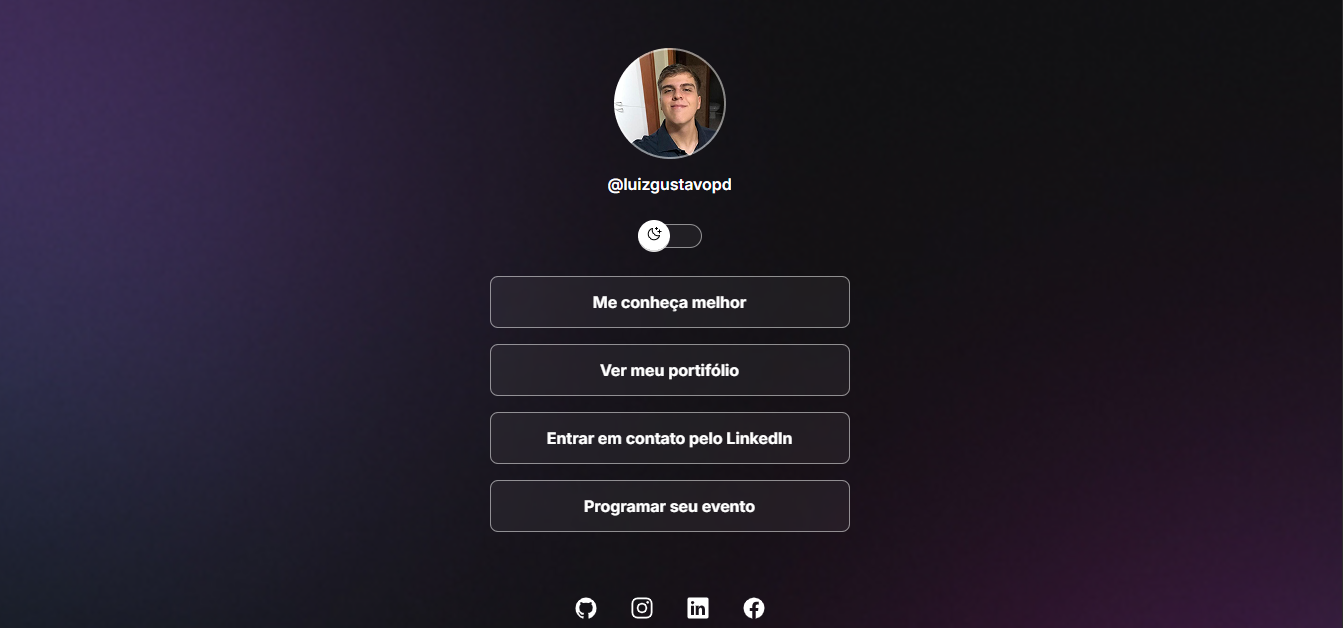 @luizgustavopd
Me conheça melhor
Ver meu portifólio
Entrar em contato pelo LinkedIn
Programar seu evento